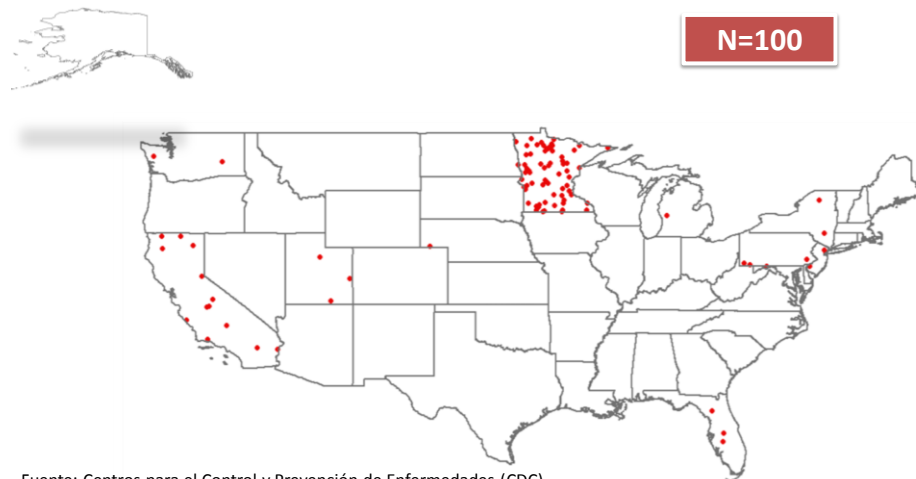 N=100
Fuente: Centros para el Control y Prevención de Enfermedades (CDC)